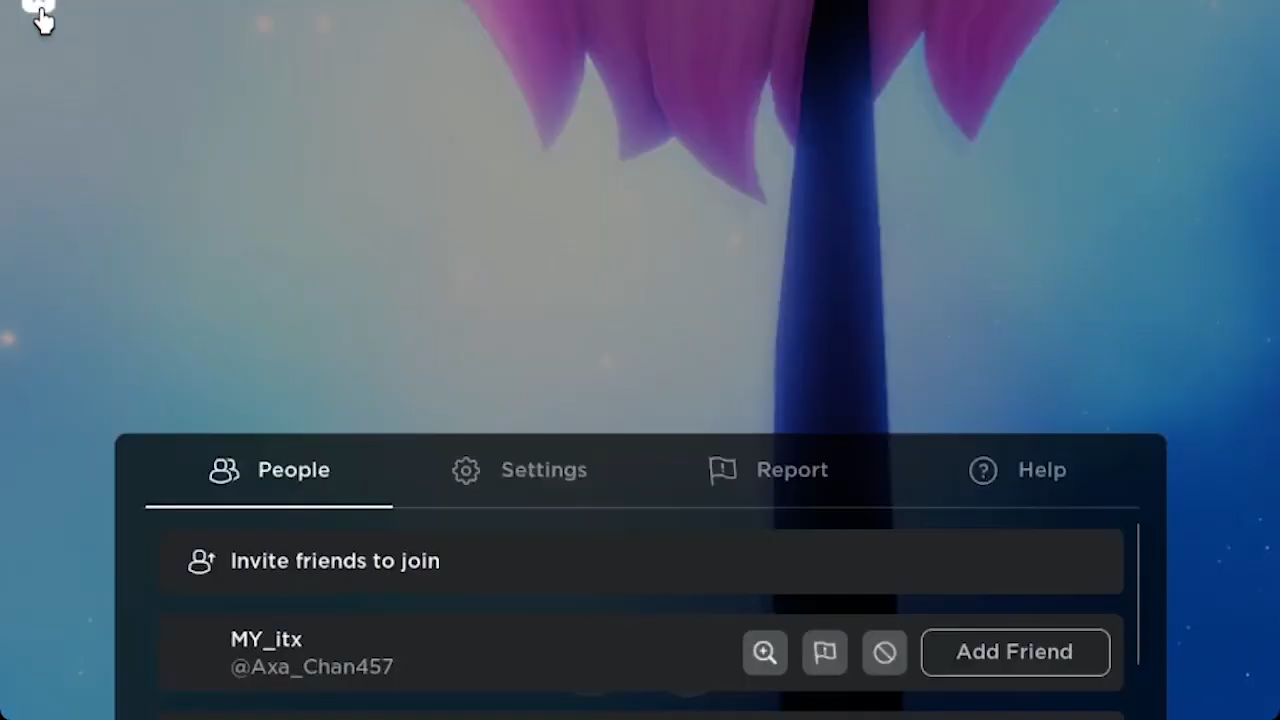 People
Settings
Report
Help
Invite friends to join
MY_itx
@Axa_Chan457
Add Friend